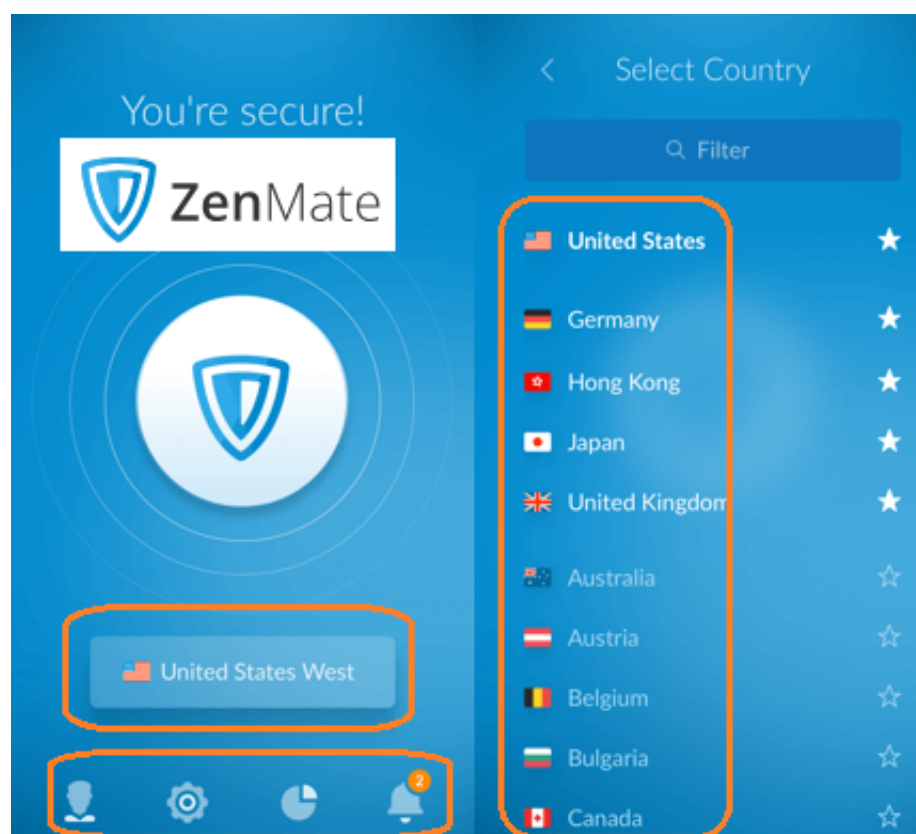 You're secure!
ZenMate
United States West
2
Select Country
Filter
United States
Germany
Hong Kong
Japan
United Kingdom
Australia
Austria
Belgium
Bulgaria
Canada